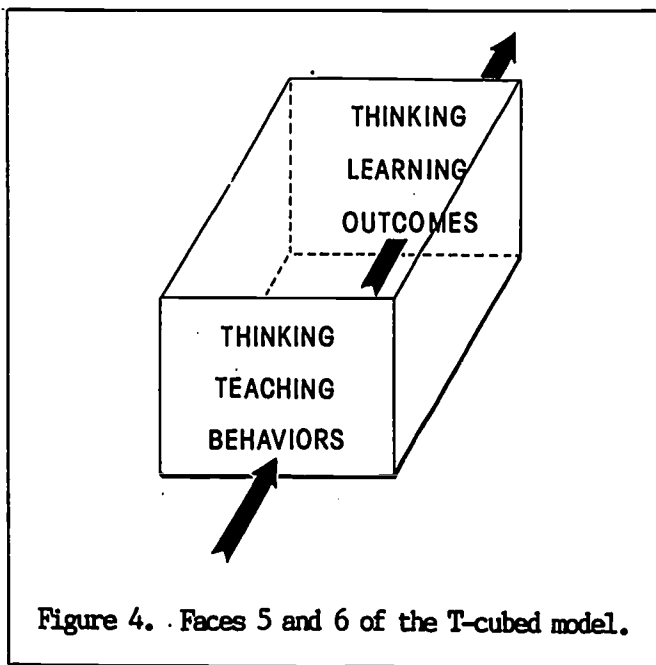 THINKING
LEARNING
OUTCOMES
THINKING
TEACHING
BEHAVIORS
Figure 4. Faces 5 and 6 of the T-cubed model.